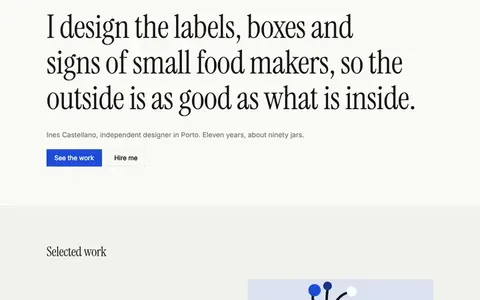 I design the labels, boxes and
signs of small food makers, so the
outside is as good as what is inside.
Ines Castellano, independent designer in Porto. Eleven years, about ninety jars.
See the work
Hire me
Selected work